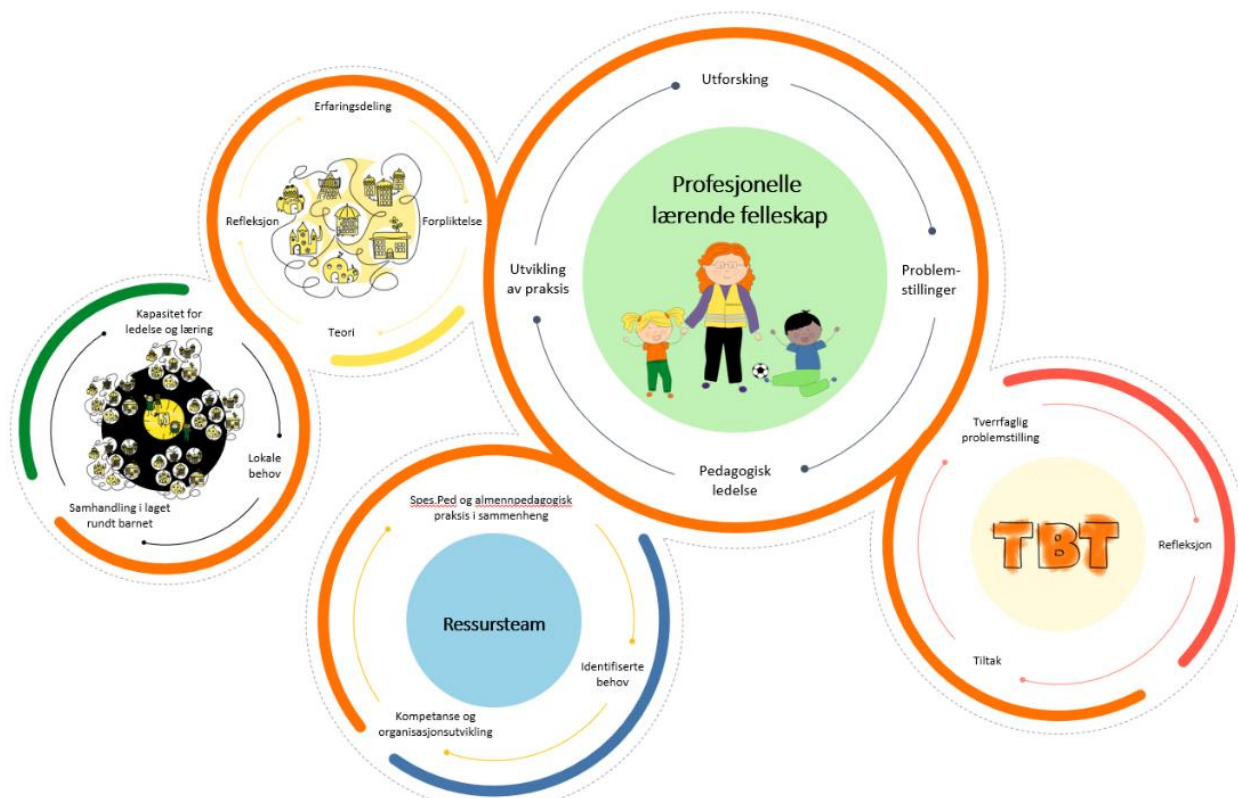 Erfaringsdeling
Refleksjon
Forpliktelse
Teori
Kapasitet for
ledelse og læring
Lokale
behov
Samhandling i laget
rundt barnet
Utforsking
Profesjonelle
lærende felleskap
Utvikling
av praksis
Problem-
stillinger
Pedagogisk
ledelse
Spes.Ped og almennpedagogisk
praksis i sammenheng
Ressursteam
Identifiserte
behov
Kompetanse og
organisasjonsutvikling
Tverrfaglig
problemstilling
TBT
Refleksjon
Tiltak